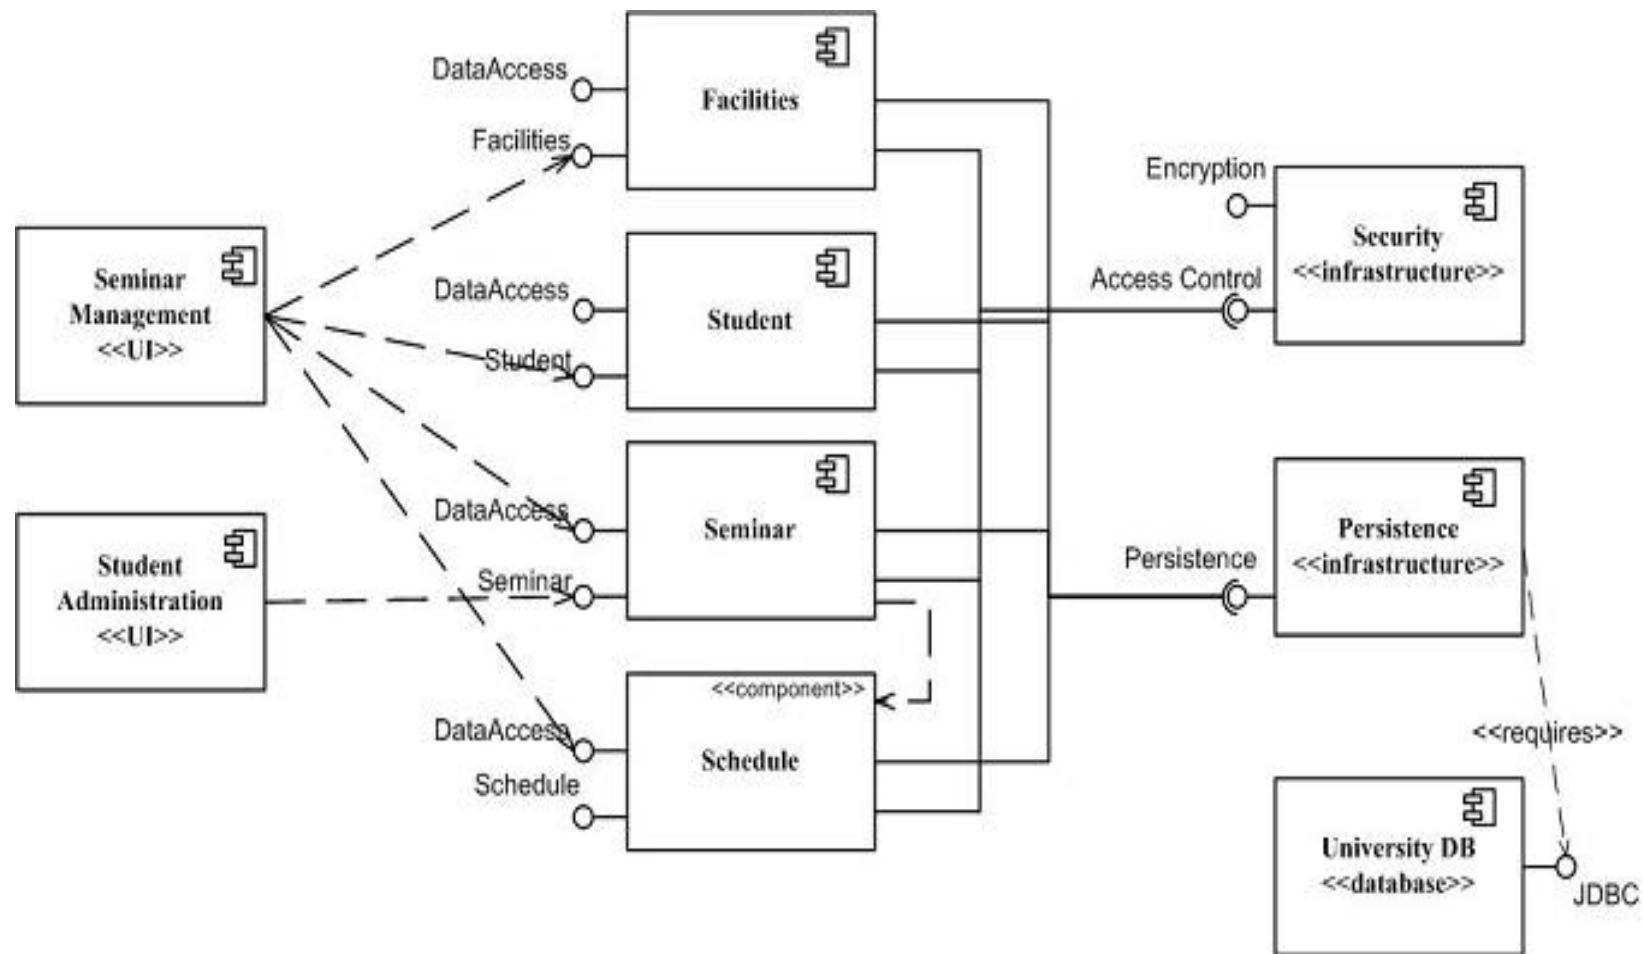 DataAccess
Facilities
Facilities
Encryption
Security
<<infrastructure>>
Access Control
Seminar
Management
<<UI>>
DataAccess
Student
Student
DataAccess
Seminar
Seminar
Persistence
<<infrastructure>>
Persistence
Student
Administration
<<UI>>
<<component>>
DataAccess
Schedule
Schedule
<<requires>>
University DB
<<database>>
JDBC